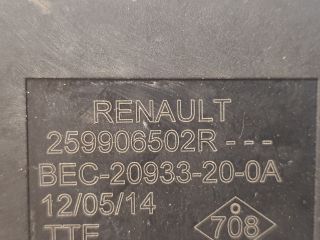 RENAULT
259906502R - - -
BEC-20933-20-0A
12/05/14
TTE
708